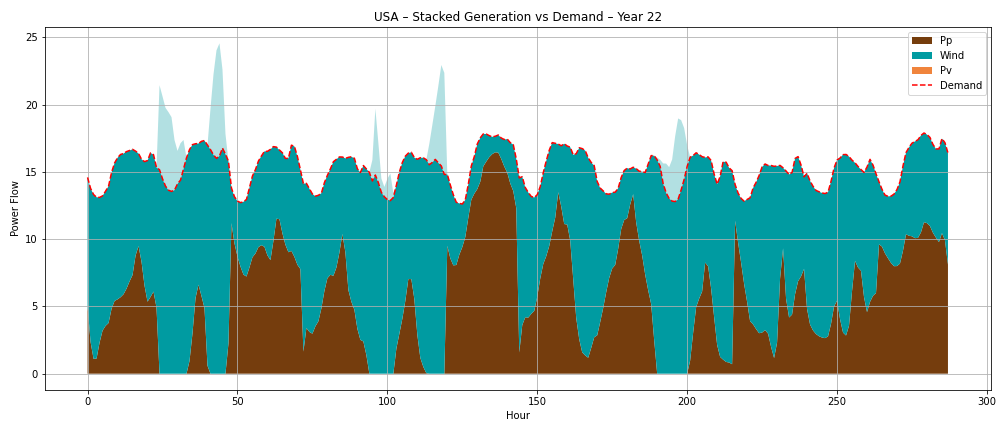 USA – Stacked Generation vs Demand – Year 22
25
20
15
10
5
0
Power Flow
Pp
Wind
Pv
Demand
0 50 100 150 200 250 300
Hour